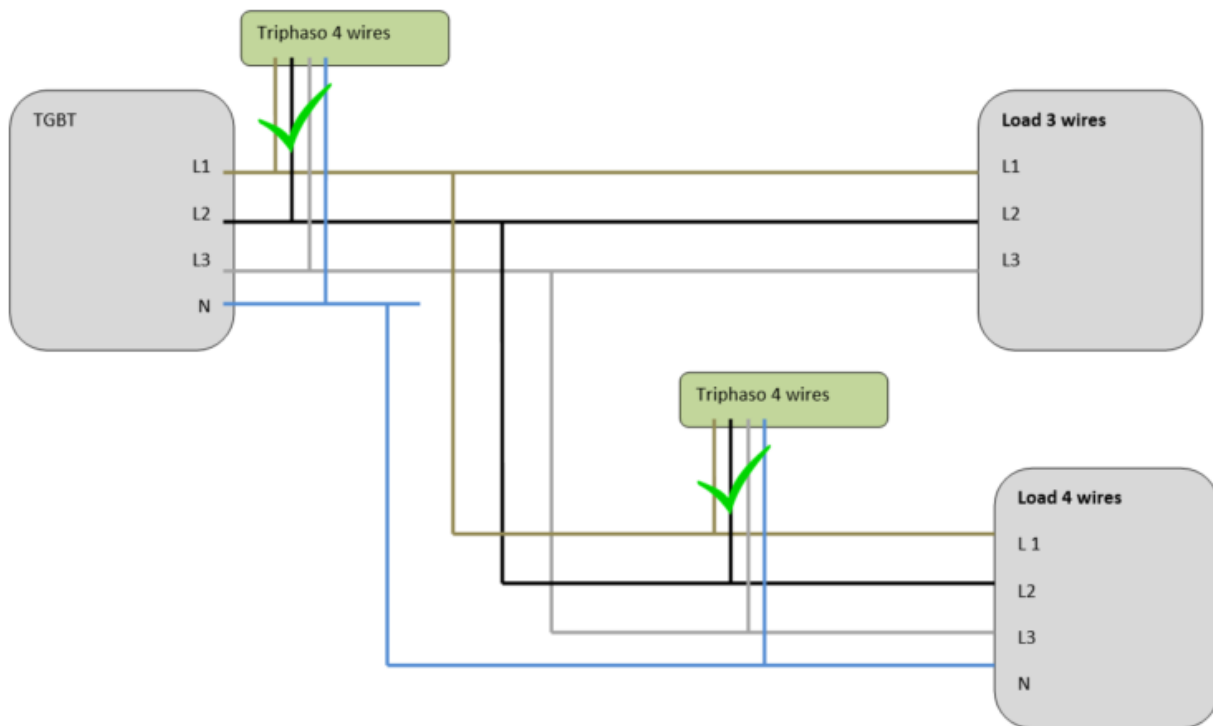 Triphaso 4 wires
TGBT
L1
L2
L3
N
Load 3 wires
L1
L2
L3
Triphaso 4 wires
Load 4 wires
L 1
L2
L3
N